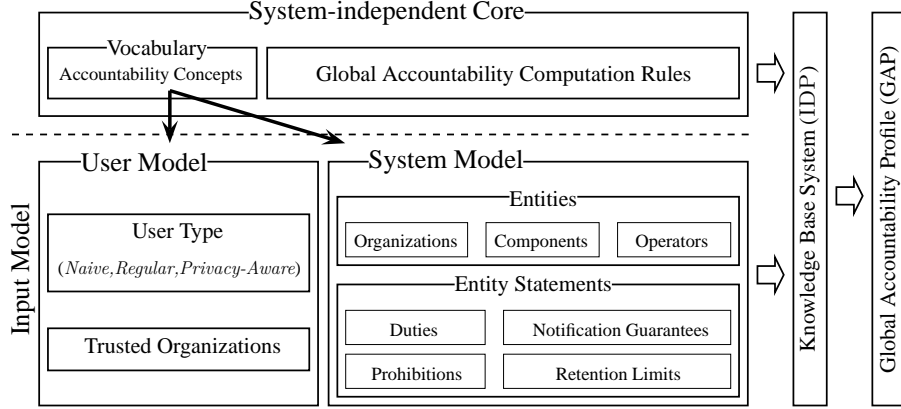 System-independent Core
Vocabulary
Accountability Concepts
Global Accountability Computation Rules
Input Model
User Model
User Type
(Naive,Regular,Privacy-Aware)
Trusted Organizations
System Model
Entities
Organizations
Components
Operators
Entity Statements
Duties
Notification Guarantees
Prohibitions
Retention Limits
Knowledge Base System (IDP)
Global Accountability Profile (GAP)